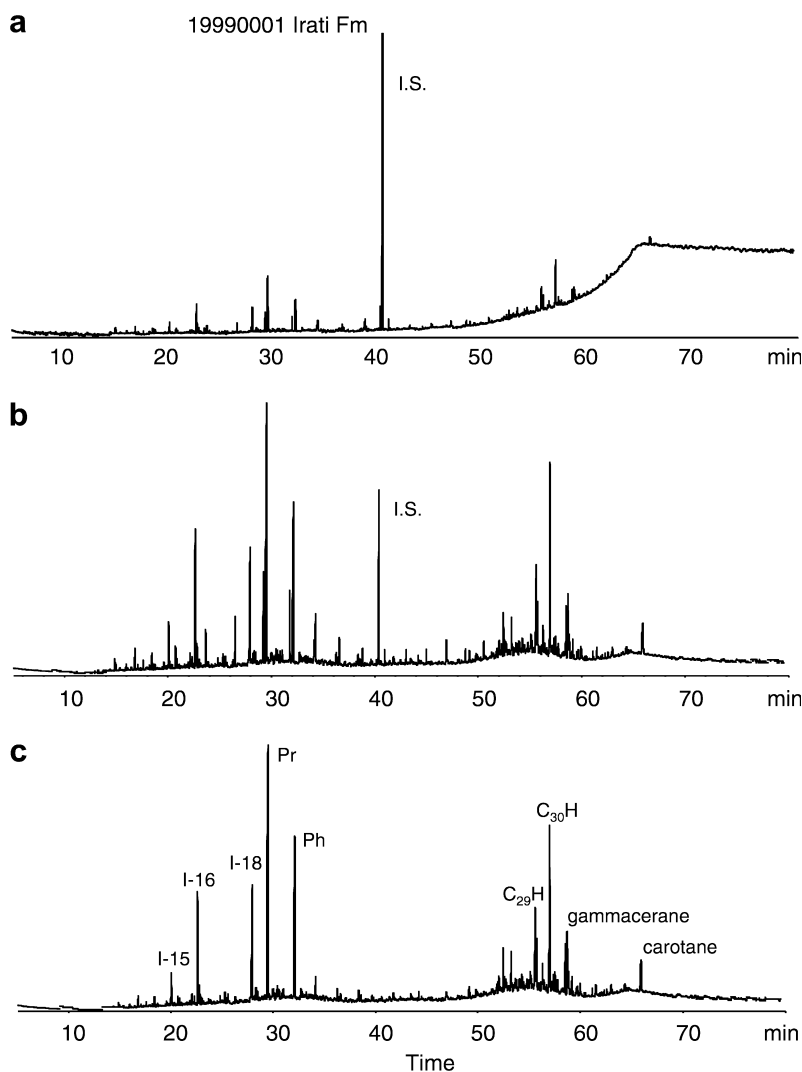 a
19990001 Irati Fm
I.S.
10 20 30 40 50 60 70 min
b
I.S.
10 20 30 40 50 60 70 min
c
Pr
Ph
I-18
I-16
I-15
C₃₀H
C₂₉H
gammacerane
carotane
10 20 30 40 50 60 70 min
Time